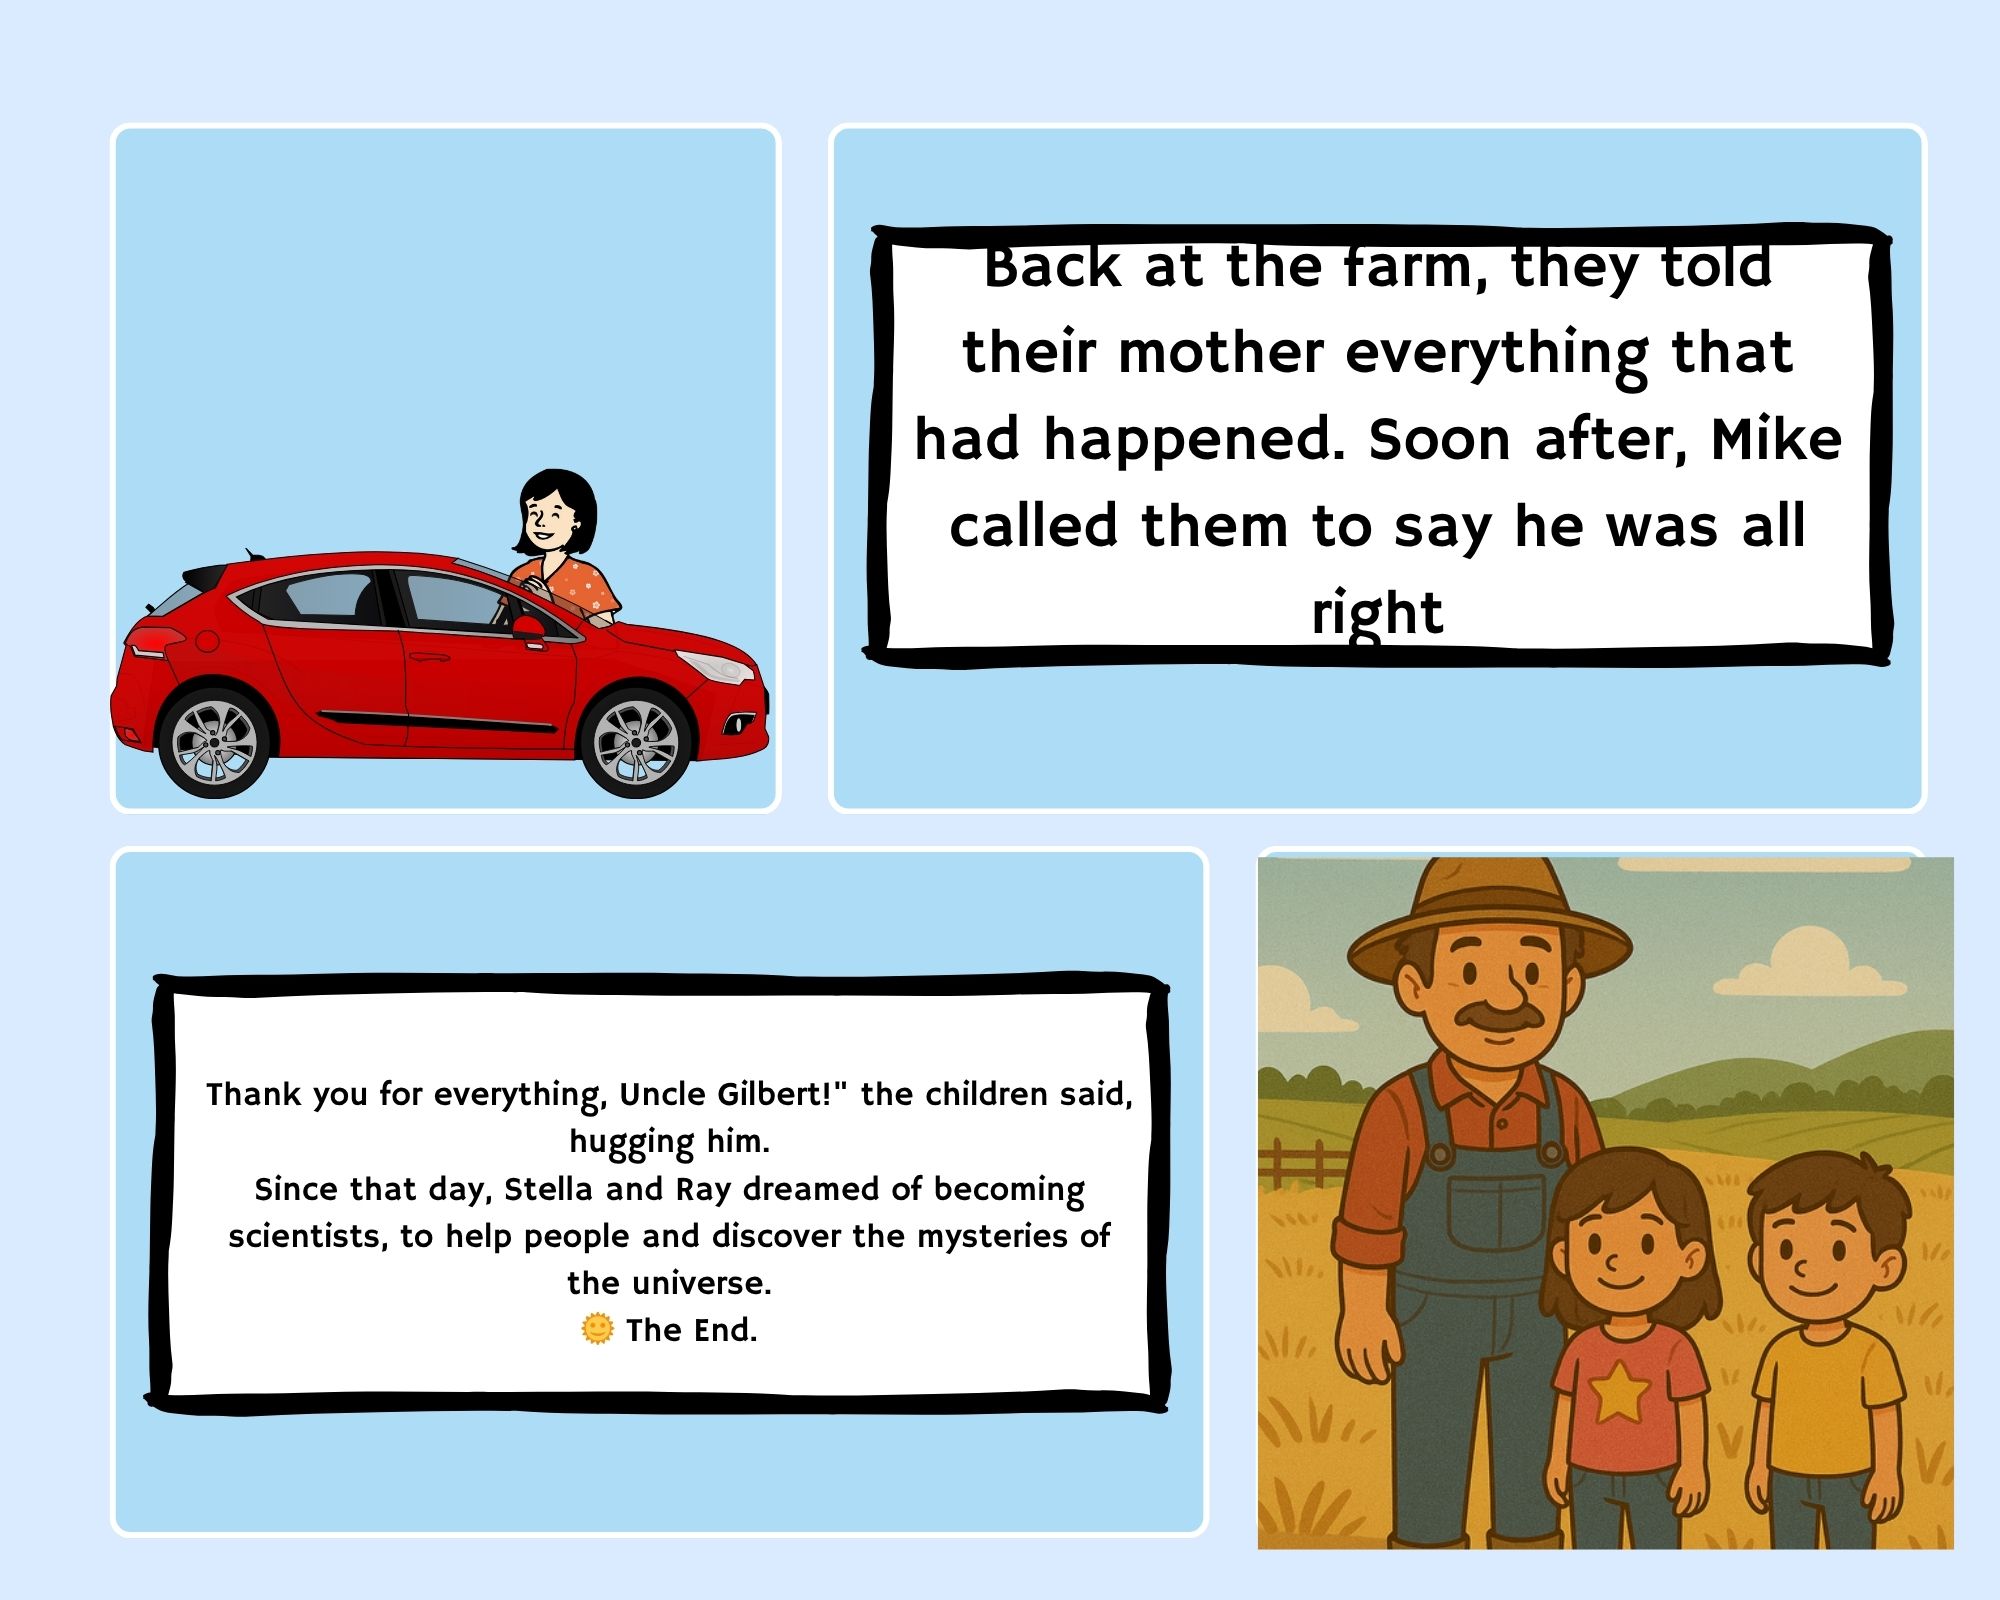 Back at the farm, they told
their mother everything that
had happened. Soon after, Mike
called them to say he was all
right
Thank you for everything, Uncle Gilbert!" the children said,
hugging him.
Since that day, Stella and Ray dreamed of becoming
scientists, to help people and discover the mysteries of
the universe.
🌞 The End.